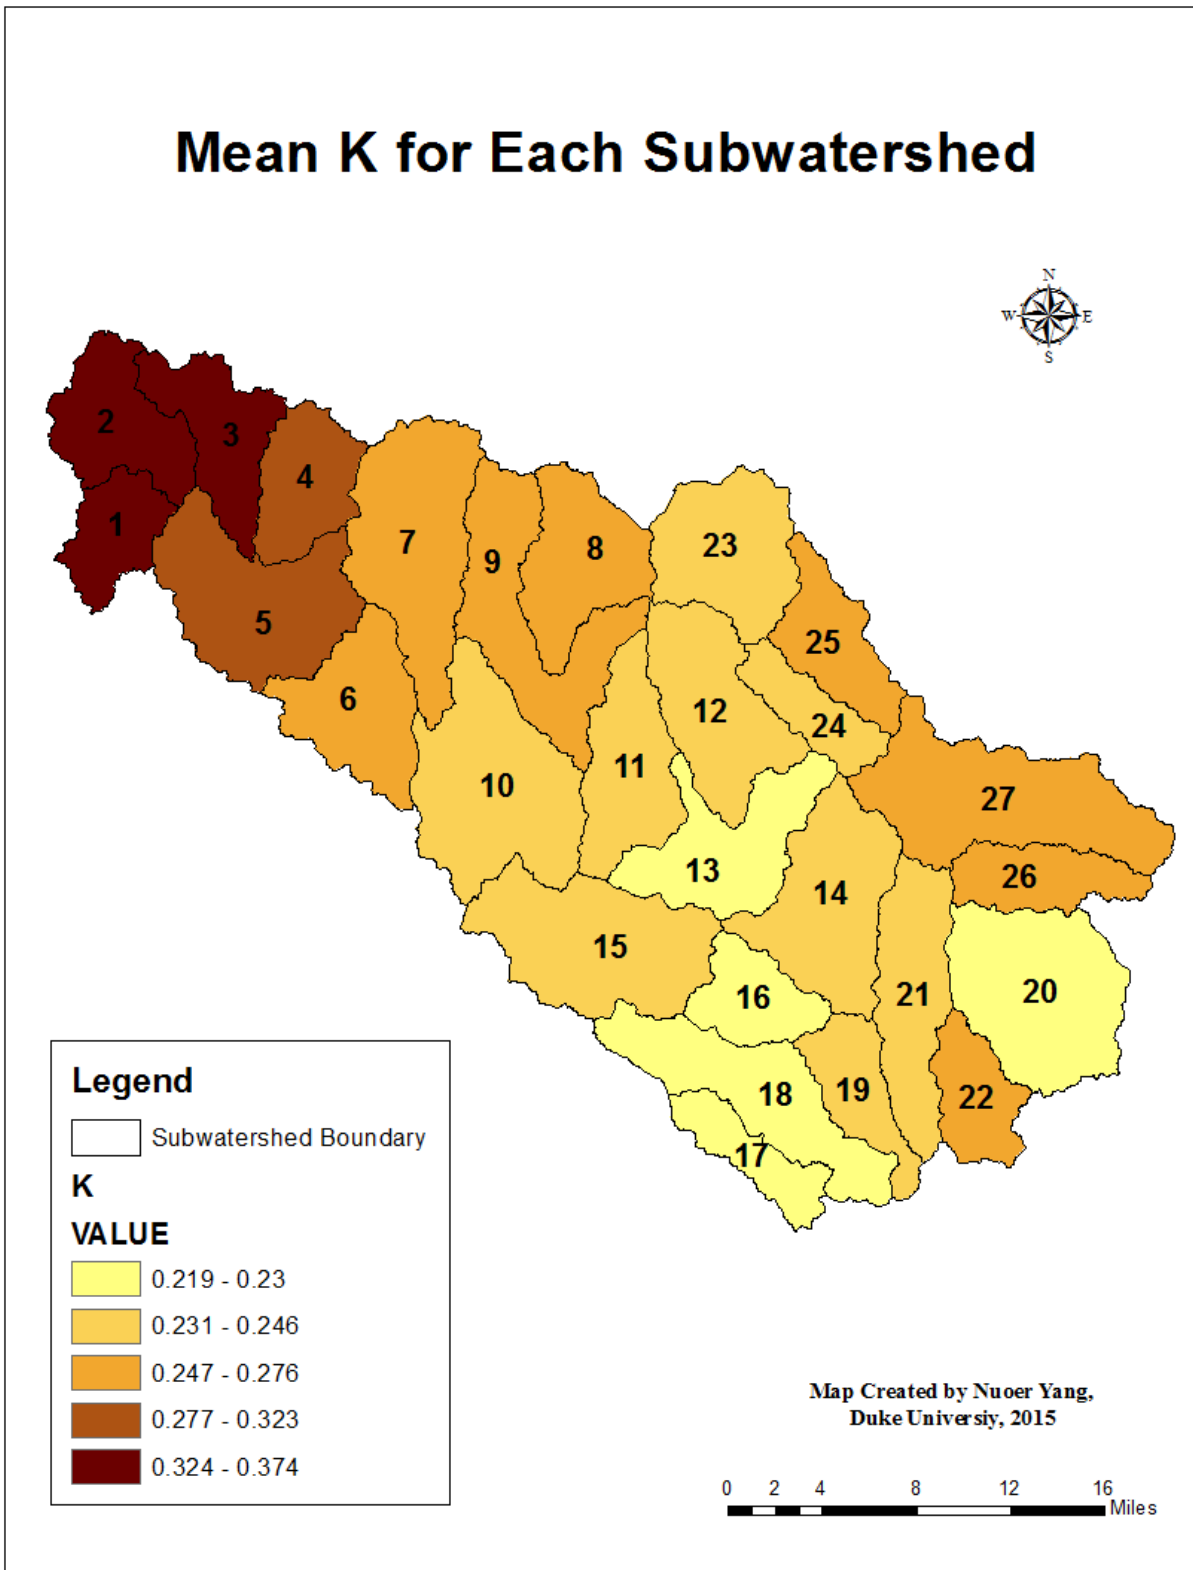 Mean K for Each Subwatershed
N
W E
S
2
3
1
4
5
7
9
8
23
6
25
12
24
10
11
27
13
26
14
15
16
21
20
18
19
22
17
Legend
Subwatershed Boundary
K
VALUE
0.219 - 0.23
0.231 - 0.246
0.247 - 0.276
0.277 - 0.323
0.324 - 0.374
Map Created by Nuoer Yang,
Duke Universiy, 2015
0 2 4 8 12 16
Miles